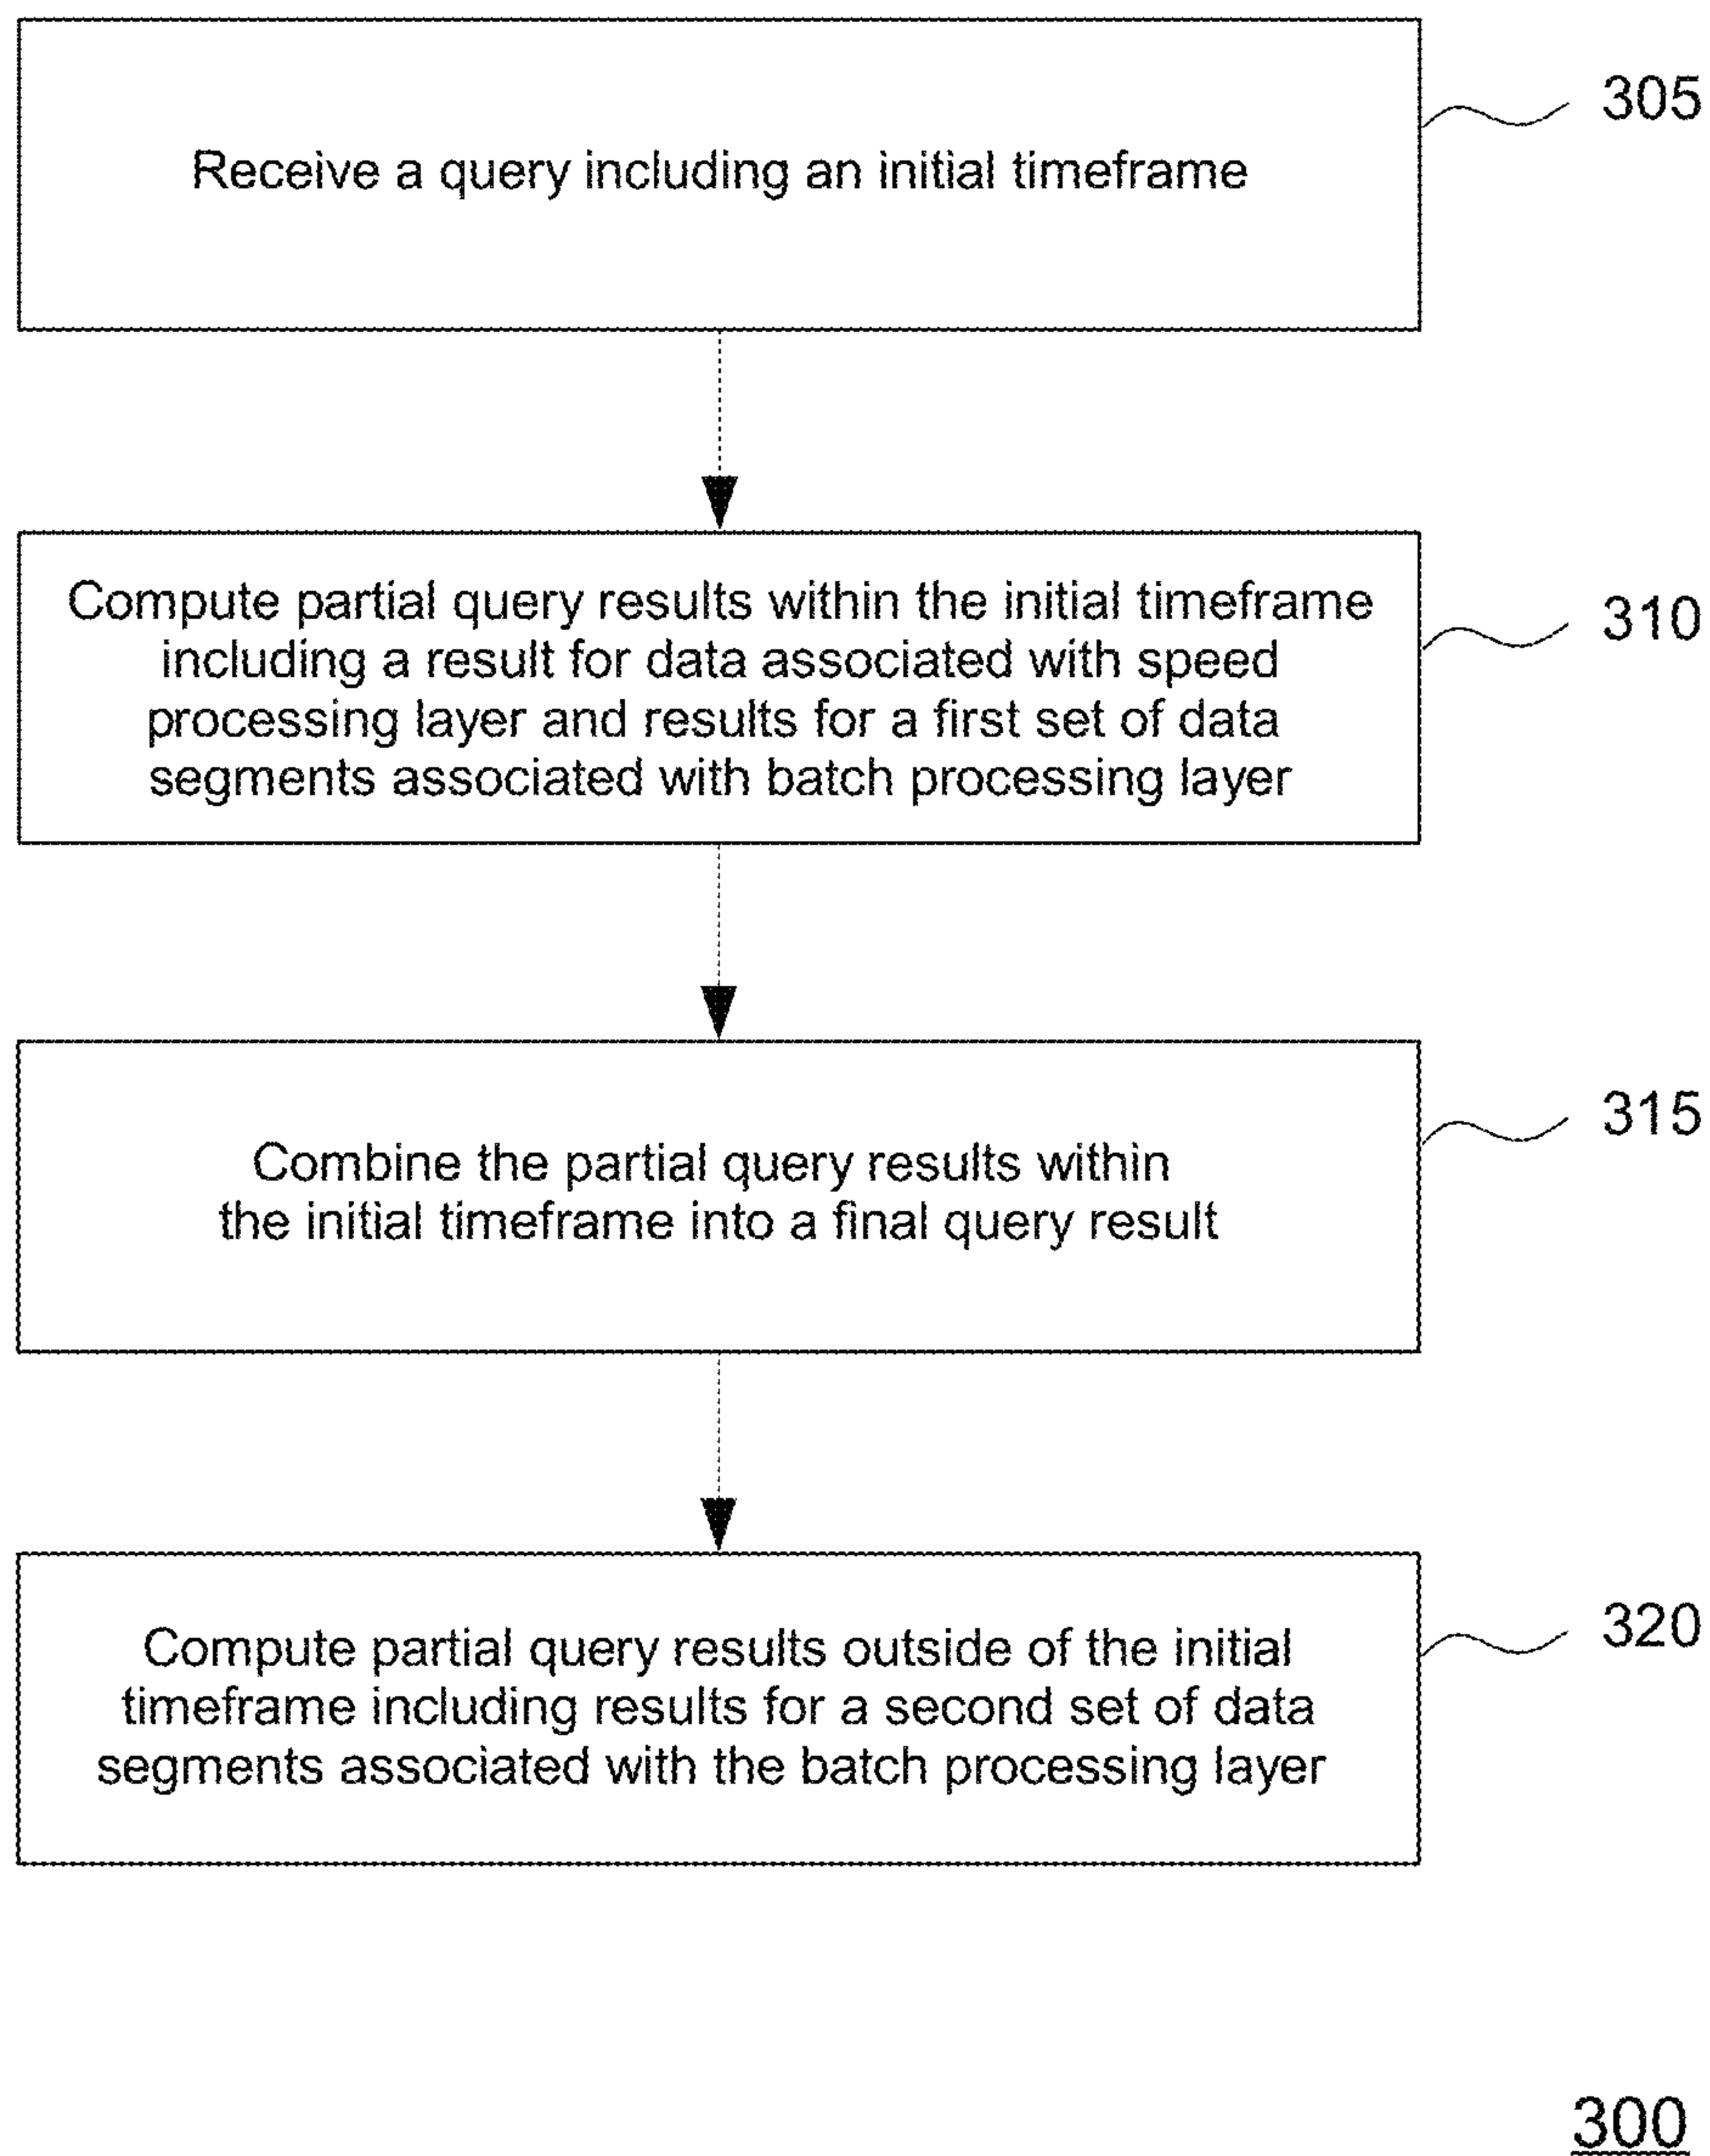 Receive a query including an initial timeframe
305
Compute partial query results within the initial timeframe
including a result for data associated with speed
processing layer and results for a first set of data
segments associated with batch processing layer
310
Combine the partial query results within
the initial timeframe into a final query result
315
Compute partial query results outside of the initial
timeframe including results for a second set of data
segments associated with the batch processing layer
320
300